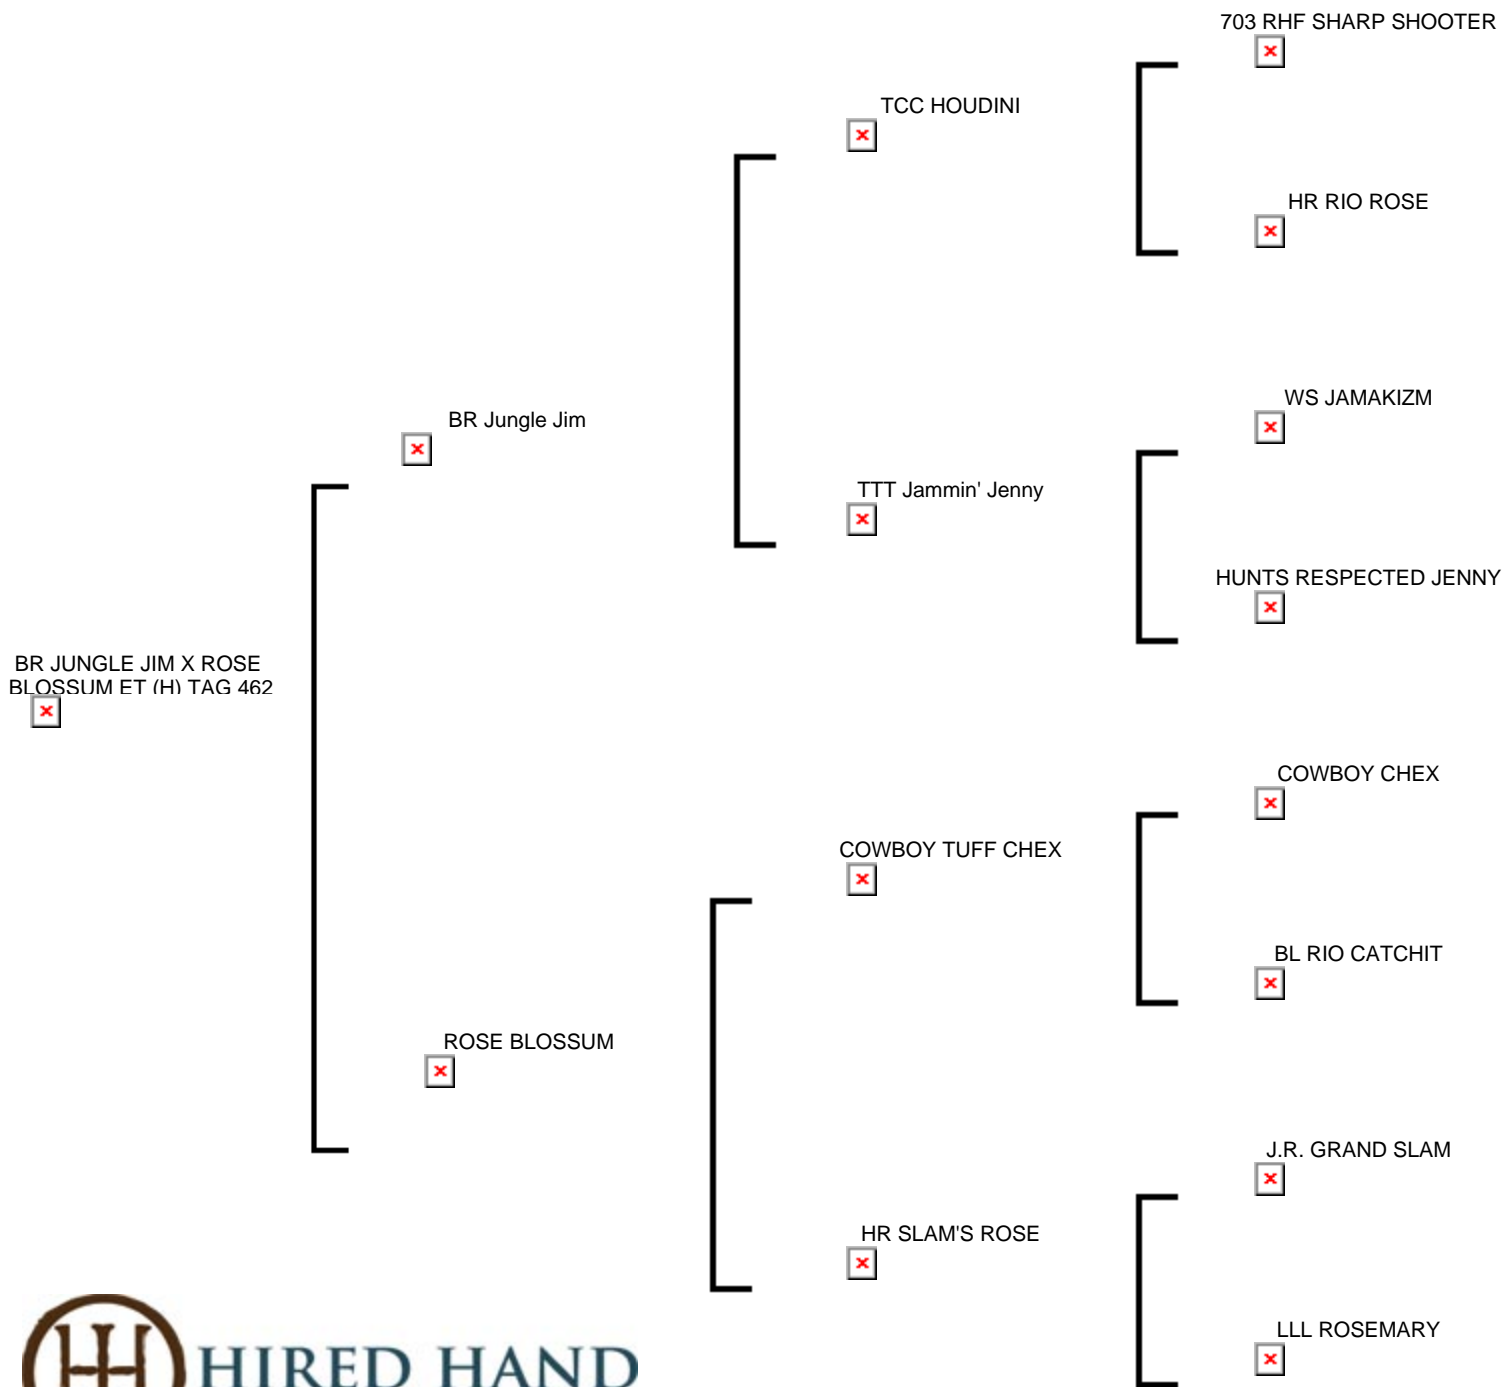 703 RHF SHARP SHOOTER
TCC HOUDINI
HR RIO ROSE
WS JAMAKIZM
BR Jungle Jim
TTT Jammin' Jenny
HUNTS RESPECTED JENNY
BR JUNGLE JIM X ROSE
BLOSSUM ET (H) TAG 462
COWBOY CHEX
COWBOY TUFF CHEX
BL RIO CATCHIT
ROSE BLOSSUM
J.R. GRAND SLAM
HR SLAM'S ROSE
LLL ROSEMARY
HIRED HAND